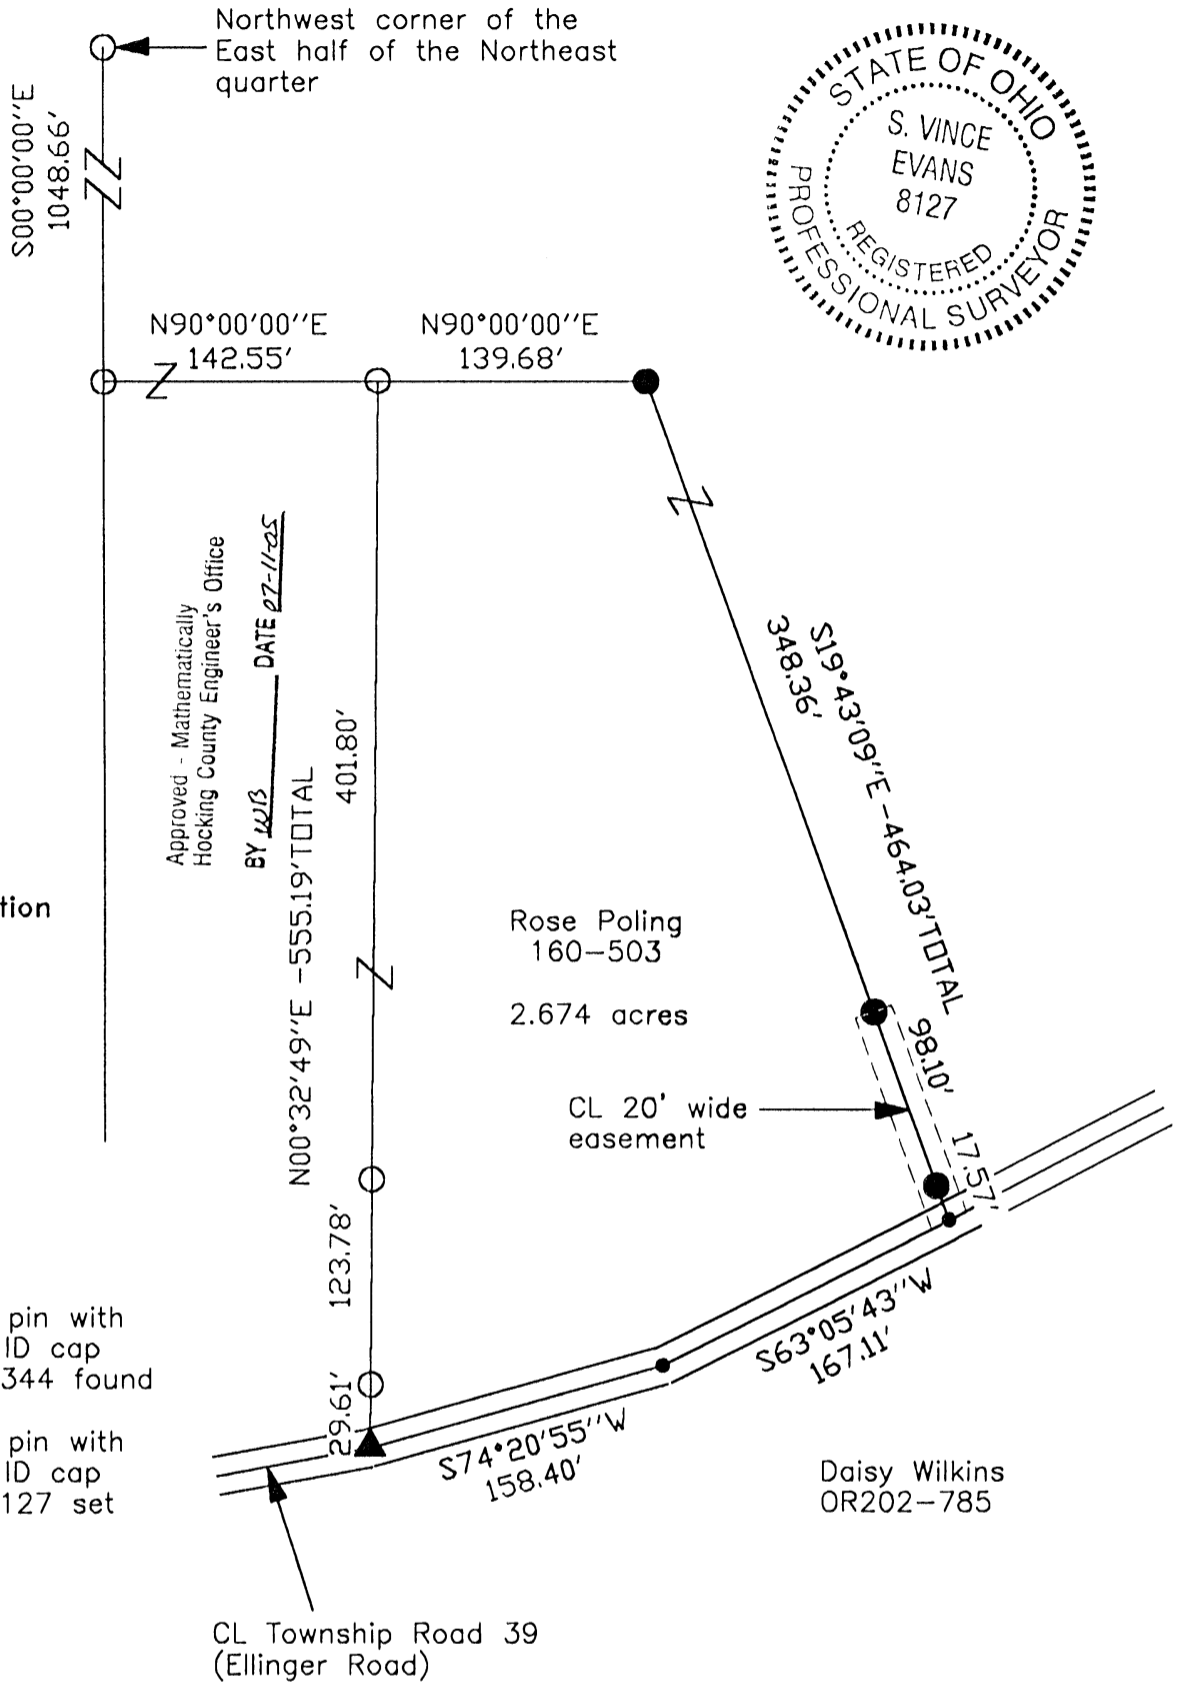 Northwest corner of the
East half of the Northeast
quarter
S00°00'00''E
1048.66'
STATE OF OHIO
S. VINCE
EVANS
8127
REGISTERED
PROFESSIONAL SURVEYOR
N90°00'00''E
142.55'
N90°00'00''E
139.68'
Approved - Mathematically
Hocking County Engineer's Office
BY WB DATE 07-11-05
N00°32'49''E -555.19'TOTAL
401.80'
S19°43'09''E -464.03'TOTAL
348.36'
tion
Rose Poling
160-503
2.674 acres
98.10'
CL 20' wide
easement
17.57'
123.78'
29.61'
S63°05'43''W
167.11'
S74°20'55''W
158.40'
pin with
ID cap
344 found
pin with
ID cap
127 set
Daisy Wilkins
OR202-785
CL Township Road 39
(Ellinger Road)